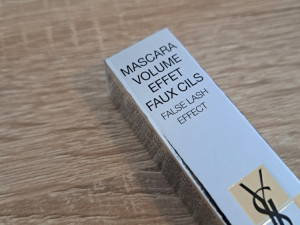 MASCARA
VOLUME
EFFET
FAUX CILS
FALSE LASH
EFFECT
YSL